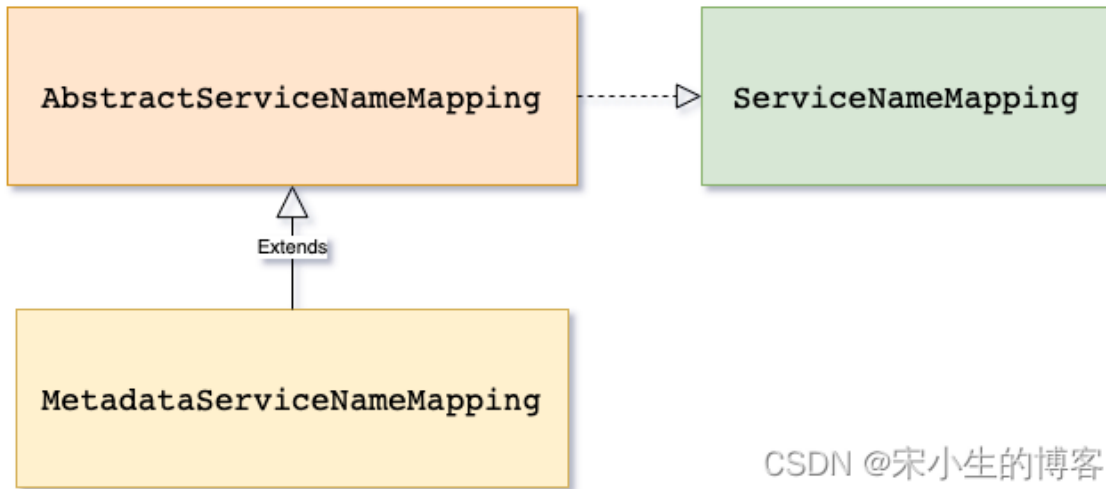 AbstractServiceNameMapping
ServiceNameMapping
Extends
MetadataServiceNameMapping
CSDN @宋小生的博客